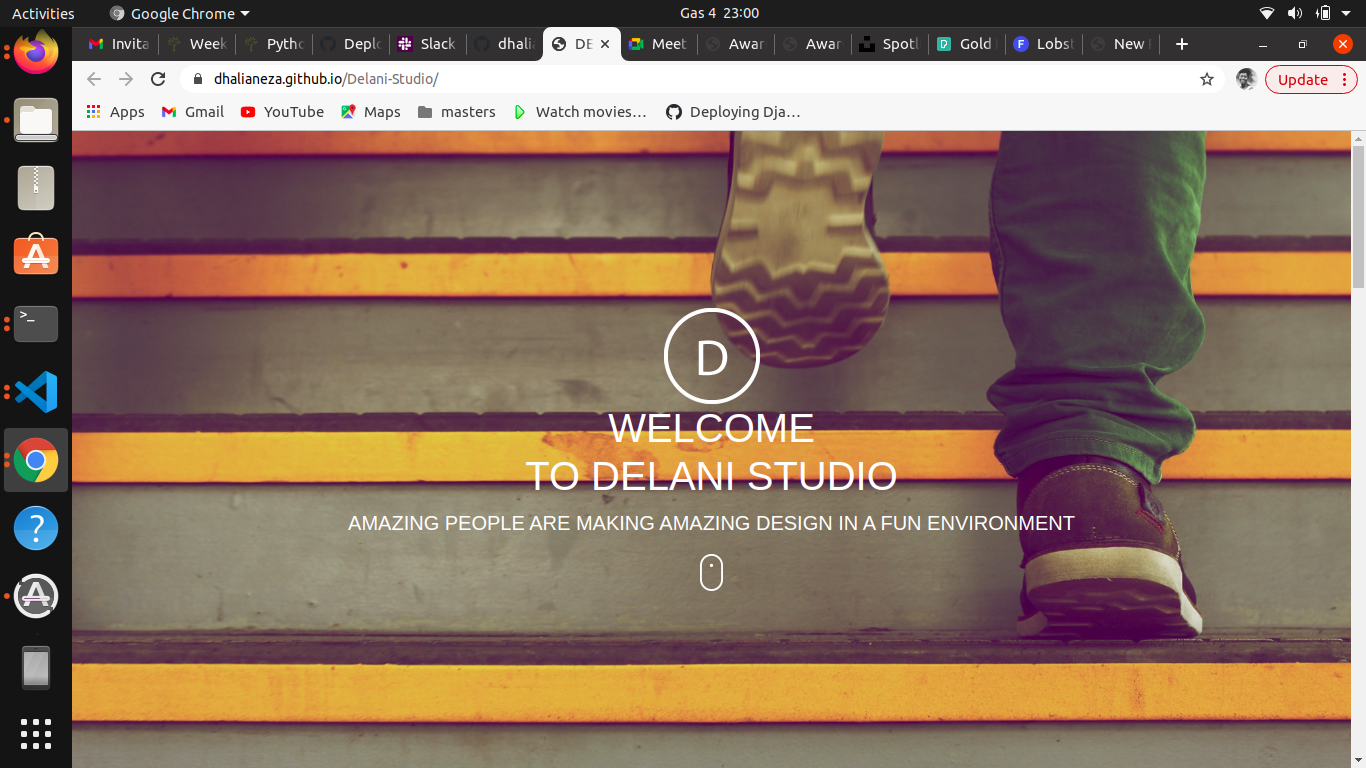 Activities
Google Chrome
Gas 4 23:00
Invita
Week
Pytho
Deplo
Slack
dhalia
DE
Meet
Awar
Awar
Spotl
Gold
Lobst
New
dhalianeza.github.io/Delani-Studio/
Update
Apps
Gmail
YouTube
Maps
masters
Watch movies…
Deploying Dja…
D
WELCOME
TO DELANI STUDIO
AMAZING PEOPLE ARE MAKING AMAZING DESIGN IN A FUN ENVIRONMENT